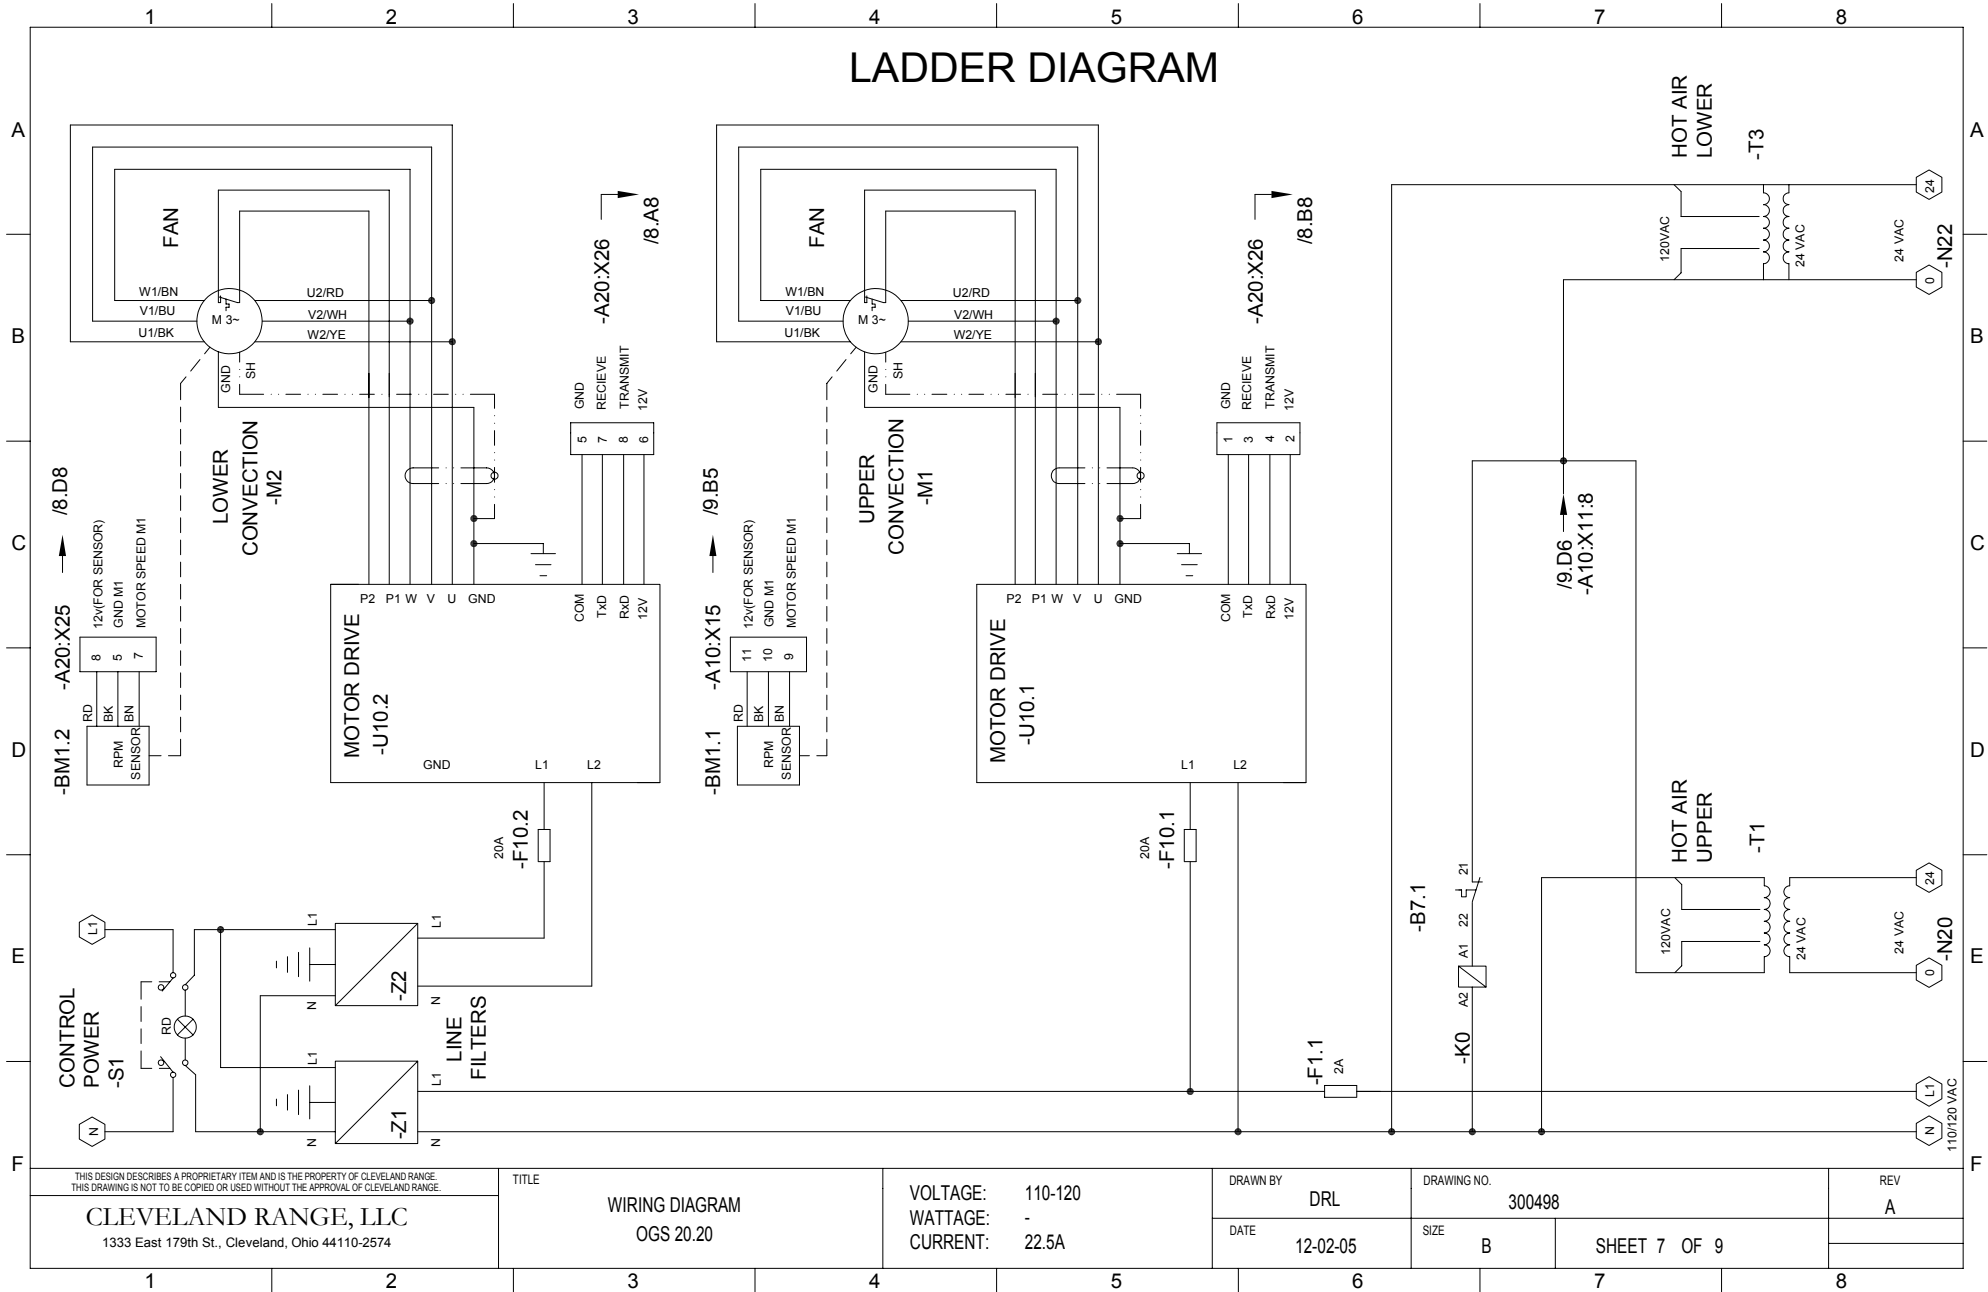 1 2 3 4 5 6 7 8
LADDER DIAGRAM
A
B
C
D
E
F
A
B
C
D
E
F
FAN
W1/BN
V1/BU
U1/BK
M 3~
U2/RD
V2/WH
W2/YE
GND
SH
LOWER
CONVECTION
-M2
-A20:X26
/8.A8
GND
RECIEVE
TRANSMIT
12V
5
7
8
6
/8.D8
-A20:X25
12v(FOR SENSOR)
GND M1
MOTOR SPEED M1
8
5
7
RD
BK
BN
-BM1.2
RPM
SENSOR
P2 P1 W V U GND
COM
TxD
RxD
12V
MOTOR DRIVE
-U10.2
GND L1 L2
20A
-F10.2
FAN
W1/BN
V1/BU
U1/BK
M 3~
U2/RD
V2/WH
W2/YE
GND
SH
UPPER
CONVECTION
-M1
-A20:X26
/8.B8
GND
RECIEVE
TRANSMIT
12V
1
3
4
2
/9.B5
-A10:X15
12v(FOR SENSOR)
GND M1
MOTOR SPEED M1
11
10
9
RD
BK
BN
-BM1.1
RPM
SENSOR
P2 P1 W V U GND
COM
TxD
RxD
12V
MOTOR DRIVE
-U10.1
L1 L2
20A
-F10.1
HOT AIR
LOWER
-T3
120VAC
24 VAC
24 VAC
24
0
-N22
/9.D6
-A10:X11:8
HOT AIR
UPPER
-T1
120VAC
24 VAC
24 VAC
24
0
-N20
-B7.1
21
22
A1
A2
-K0
-F1.1
2A
L1
N
110/120 VAC
L1
CONTROL
POWER
-S1
RD
N
L1
N
-Z2
L1
N
LINE
FILTERS
L1
N
-Z1
L1
N
THIS DESIGN DESCRIBES A PROPRIETARY ITEM AND IS THE PROPERTY OF CLEVELAND RANGE.
THIS DRAWING IS NOT TO BE COPIED OR USED WITHOUT THE APPROVAL OF CLEVELAND RANGE.
CLEVELAND RANGE, LLC
1333 East 179th St., Cleveland, Ohio 44110-2574
TITLE
WIRING DIAGRAM
OGS 20.20
VOLTAGE: 110-120
WATTAGE: -
CURRENT: 22.5A
DRAWN BY
DRL
DATE
12-02-05
DRAWING NO.
300498
SIZE
B
SHEET 7 OF 9
REV
A
1 2 3 4 5 6 7 8